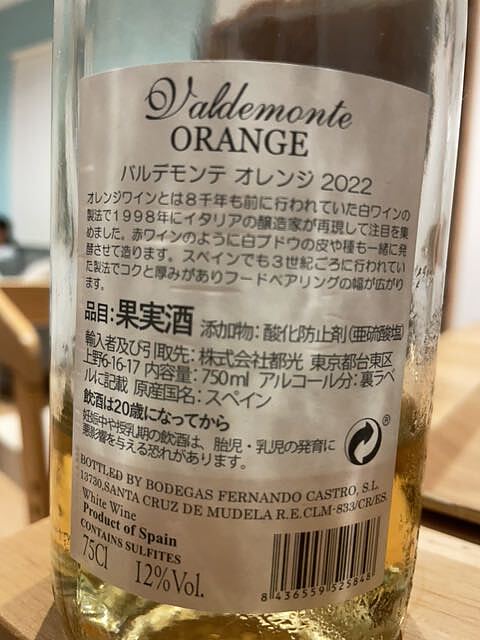 Valdemonte
ORANGE
バルデモンテ オレンジ 2022
オレンジワインとは8千年も前に行われていた白ワインの
製法で1998年にイタリアの醸造家が再現して注目を集
めました。赤ワインのように白ブドウの皮や種も一緒に発
酵させて造ります。スペインでも3世紀ごろに行われてい
た製法でコクと厚みがありフードペアリングの幅が広がり
ます。
品目:果実酒 添加物:酸化防止剤(亜硫酸塩)
輸入者及び引取先:株式会社都光 東京都台東区
上野6-16-17 内容量:750ml アルコール分:裏ラベ
ルに記載 原産国名:スペイン
飲酒は20歳になってから
妊娠中や授乳期の飲酒は、胎児・乳児の発育に
悪影響を与える恐れがあります。
®
BOTTLED BY BODEGAS FERNANDO CASTRO, S.L.
13730,SANTA CRUZ DE MUDELA R.E.CLM-833/CR/ES.
White Wine
Product of Spain
CONTAINS SULFITES
75Cl 12%Vol.
8 436559 525848